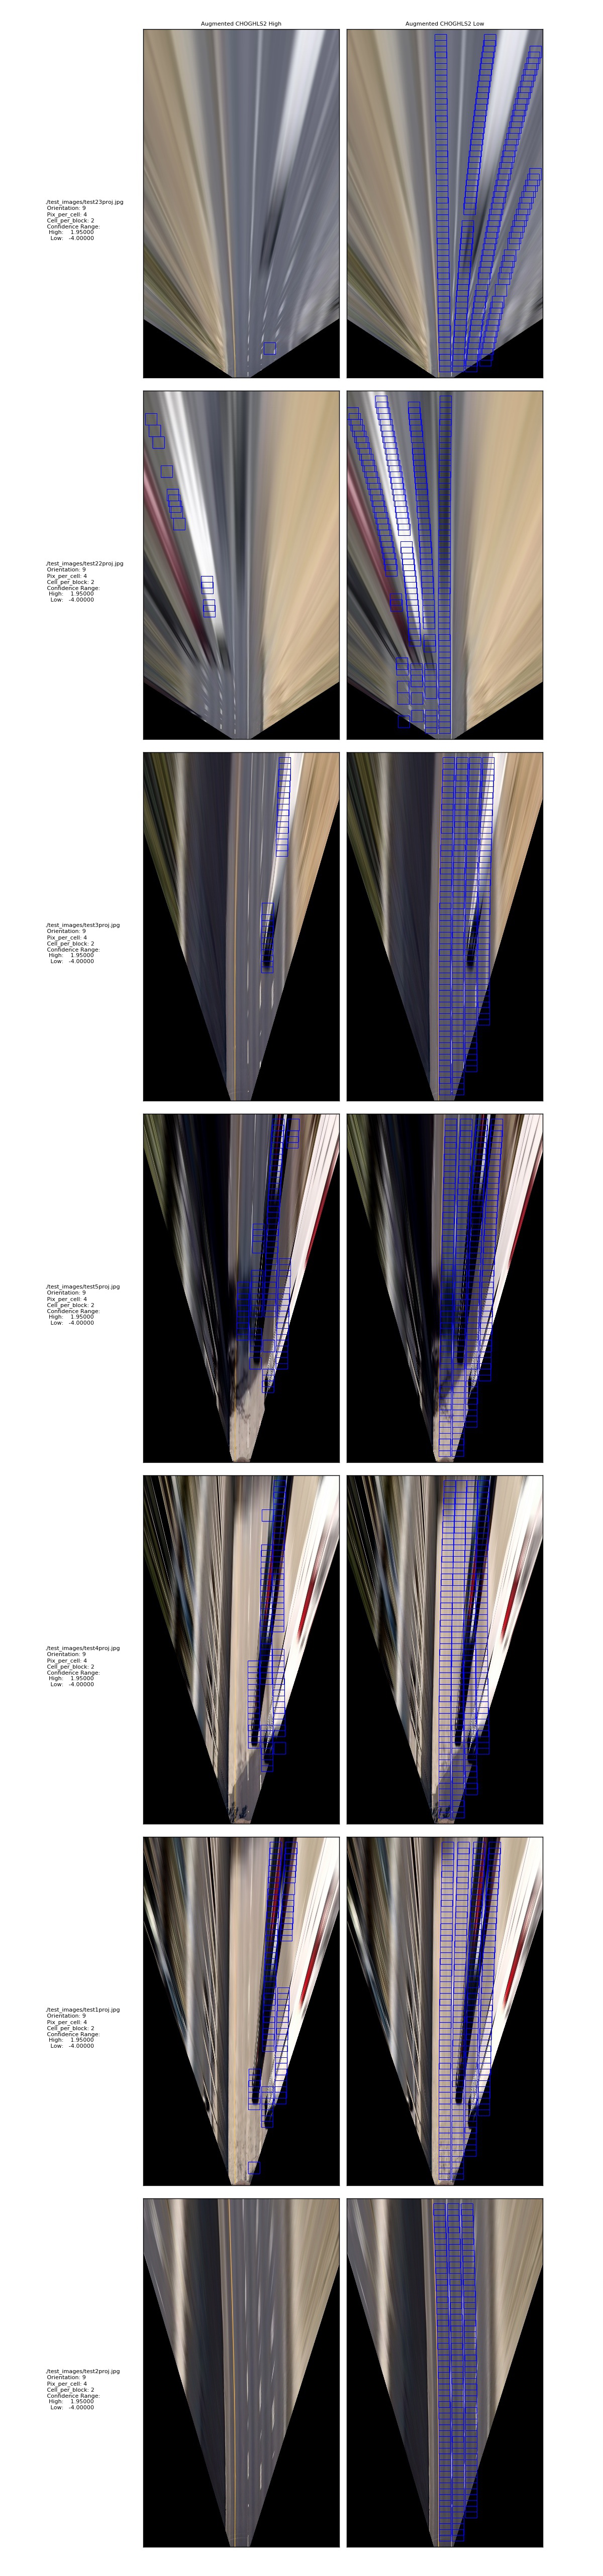 Augmented CHOGHLS2 High
Augmented CHOGHLS2 Low
/test_images/test23proj.jpg
Orientation: 9
Pix_per_cell: 4
Cell_per_block: 2
Confidence Range:
High: 1.95000
Low: -4.00000
/test_images/test22proj.jpg
Orientation: 9
Pix_per_cell: 4
Cell_per_block: 2
Confidence Range:
High: 1.95000
Low: -4.00000
/test_images/test3proj.jpg
Orientation: 9
Pix_per_cell: 4
Cell_per_block: 2
Confidence Range:
High: 1.95000
Low: -4.00000
/test_images/test5proj.jpg
Orientation: 9
Pix_per_cell: 4
Cell_per_block: 2
Confidence Range:
High: 1.95000
Low: -4.00000
/test_images/test4proj.jpg
Orientation: 9
Pix_per_cell: 4
Cell_per_block: 2
Confidence Range:
High: 1.95000
Low: -4.00000
/test_images/test1proj.jpg
Orientation: 9
Pix_per_cell: 4
Cell_per_block: 2
Confidence Range:
High: 1.95000
Low: -4.00000
/test_images/test2proj.jpg
Orientation: 9
Pix_per_cell: 4
Cell_per_block: 2
Confidence Range:
High: 1.95000
Low: -4.00000